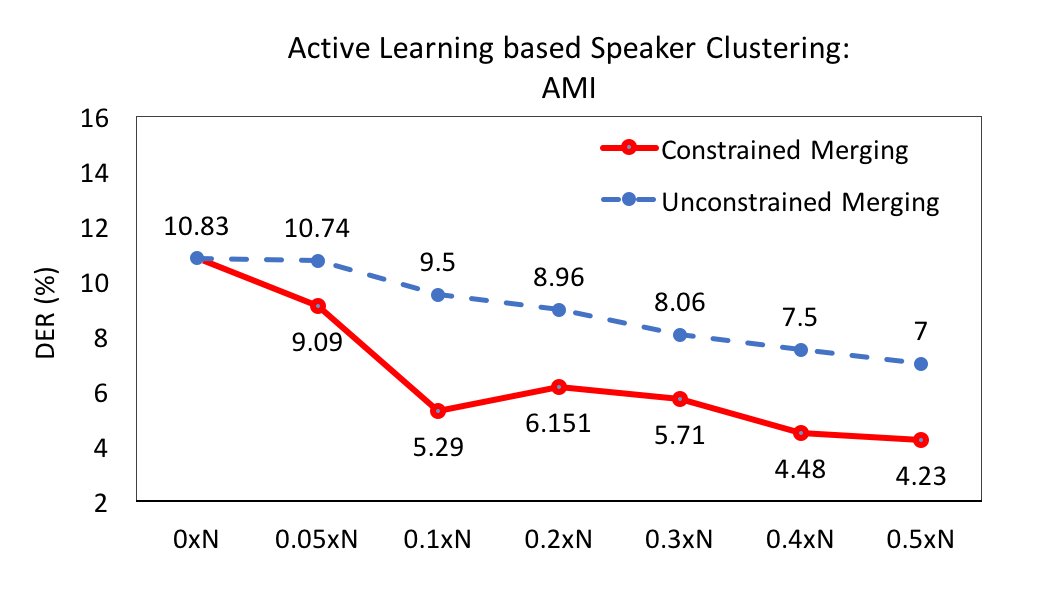 Active Learning based Speaker Clustering:
AMI
16
14
12
10
8
6
4
2
DER (%)
Constrained Merging
Unconstrained Merging
10.83
10.74
9.5
8.96
8.06
7.5
7
9.09
5.29
6.151
5.71
4.48
4.23
0xN
0.05xN
0.1xN
0.2xN
0.3xN
0.4xN
0.5xN